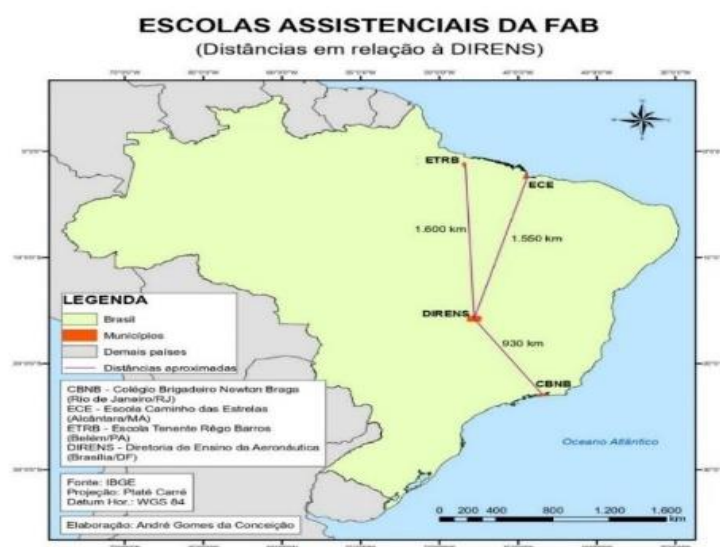 ESCOLAS ASSISTENCIAIS DA FAB
(Distâncias em relação à DIRENS)
ETRB
ECE
1.600 km
1.550 km
DIRENS
930 km
CBNB
LEGENDA
Brasil
Municípios
Demais países
Distâncias aproximadas
CBNB - Colégio Brigadeiro Newton Braga
(Rio de Janeiro/RJ)
ECE - Escola Caminho das Estrelas
(Alcântara/MA)
ETRB - Escola Tenente Rêgo Barros
(Belém/PA)
DIRENS - Diretoria de Ensino da Aeronáutica
(Brasília/DF)
Oceano Atlântico
Fonte: IBGE
Projeção: Platé Carré
Datum Hor.: WGS 84
Elaboração: André Gomes da Conceição
0 200 400 800 1.200 1.600
km